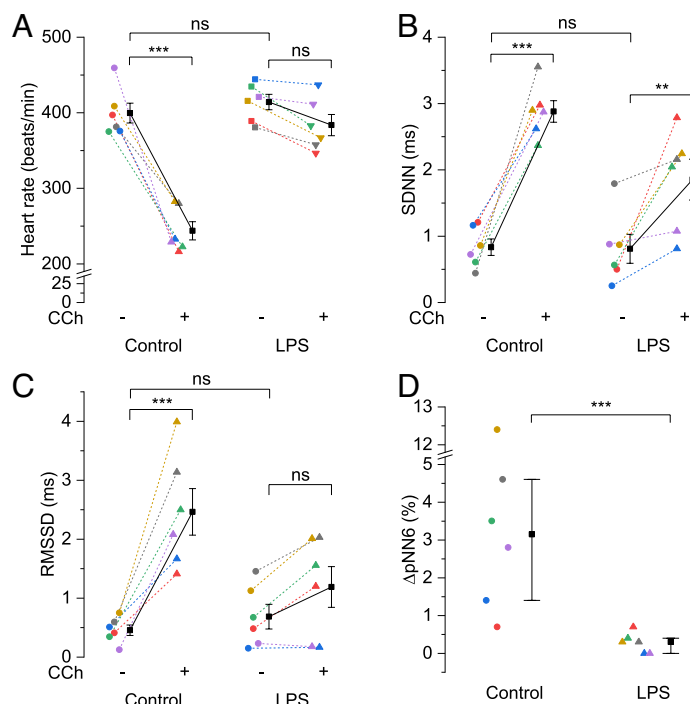 A
ns
500
***
ns
400
Heart rate (beats/min)
300
200
25
0
CCh - + - +
Control LPS
B
ns
4
***
**
3
SDNN (ms)
2
1
0
CCh - + - +
Control LPS
C
ns
***
4
ns
3
RMSSD (ms)
2
1
0
CCh - + - +
Control LPS
D
13
***
12
5
4
ΔpNN6 (%)
3
2
1
0
Control LPS